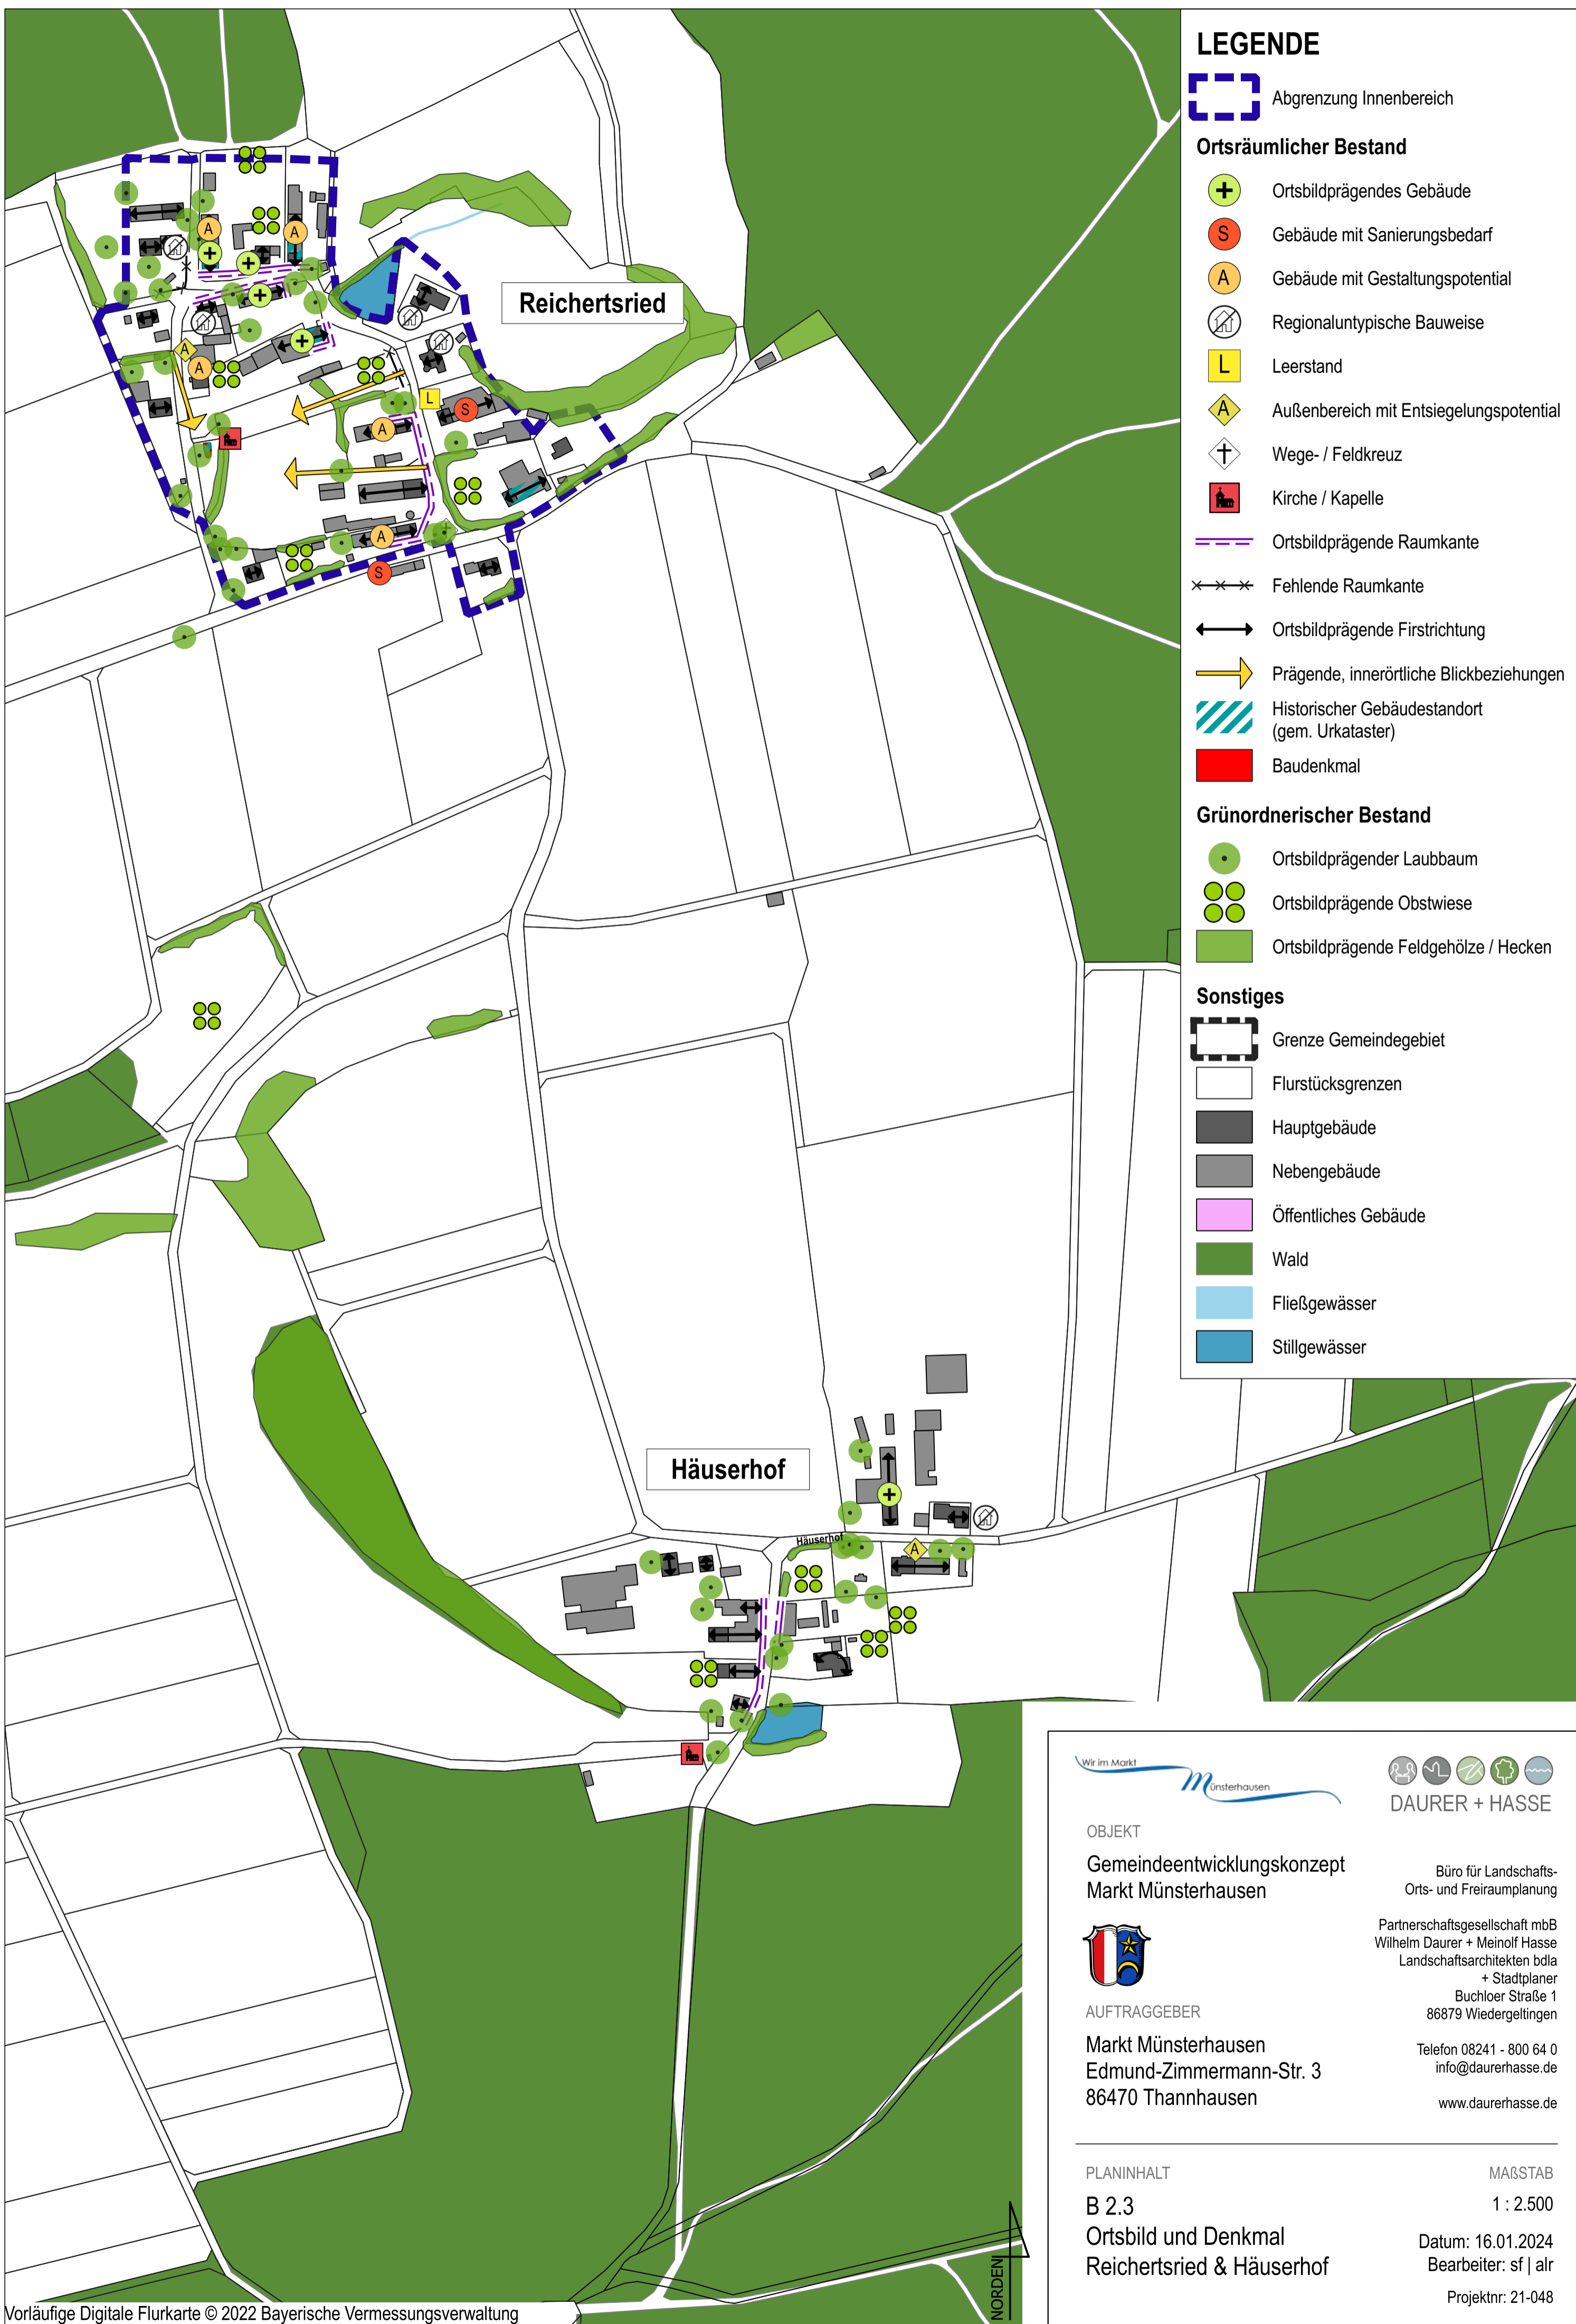 LEGENDE
Abgrenzung Innenbereich
Ortsräumlicher Bestand
Ortsbildprägendes Gebäude
S
Gebäude mit Sanierungsbedarf
A
Gebäude mit Gestaltungspotential
Regionaluntypische Bauweise
L
Leerstand
A
Außenbereich mit Entsiegelungspotential
Wege- / Feldkreuz
Kirche / Kapelle
Ortsbildprägende Raumkante
Fehlende Raumkante
Ortsbildprägende Firstrichtung
Prägende, innerörtliche Blickbeziehungen
Historischer Gebäudestandort
(gem. Urkataster)
Baudenkmal
Grünordnerischer Bestand
Ortsbildprägender Laubbaum
Ortsbildprägende Obstwiese
Ortsbildprägende Feldgehölze / Hecken
Sonstiges
Grenze Gemeindegebiet
Flurstücksgrenzen
Hauptgebäude
Nebengebäude
Öffentliches Gebäude
Wald
Fließgewässer
Stillgewässer
A
A
Reichertsried
A
A
L
S
A
A
S
Häuserhof
Häuserhof
A
Wir im Markt
Münsterhausen
DAURER + HASSE
OBJEKT
Gemeindeentwicklungskonzept
Markt Münsterhausen
Büro für Landschafts-
Orts- und Freiraumplanung
Partnerschaftsgesellschaft mbB
Wilhelm Daurer + Meinolf Hasse
Landschaftsarchitekten bdla
+ Stadtplaner
Buchloer Straße 1
86879 Wiedergeltingen
Telefon 08241 - 800 64 0
info@daurerhasse.de
www.daurerhasse.de
AUFTRAGGEBER
Markt Münsterhausen
Edmund-Zimmermann-Str. 3
86470 Thannhausen
PLANINHALT
B 2.3
Ortsbild und Denkmal
Reichertsried & Häuserhof
MAßSTAB
1 : 2.500
Datum: 16.01.2024
Bearbeiter: sf | alr
Projektnr: 21-048
NORDEN
Vorläufige Digitale Flurkarte © 2022 Bayerische Vermessungsverwaltung